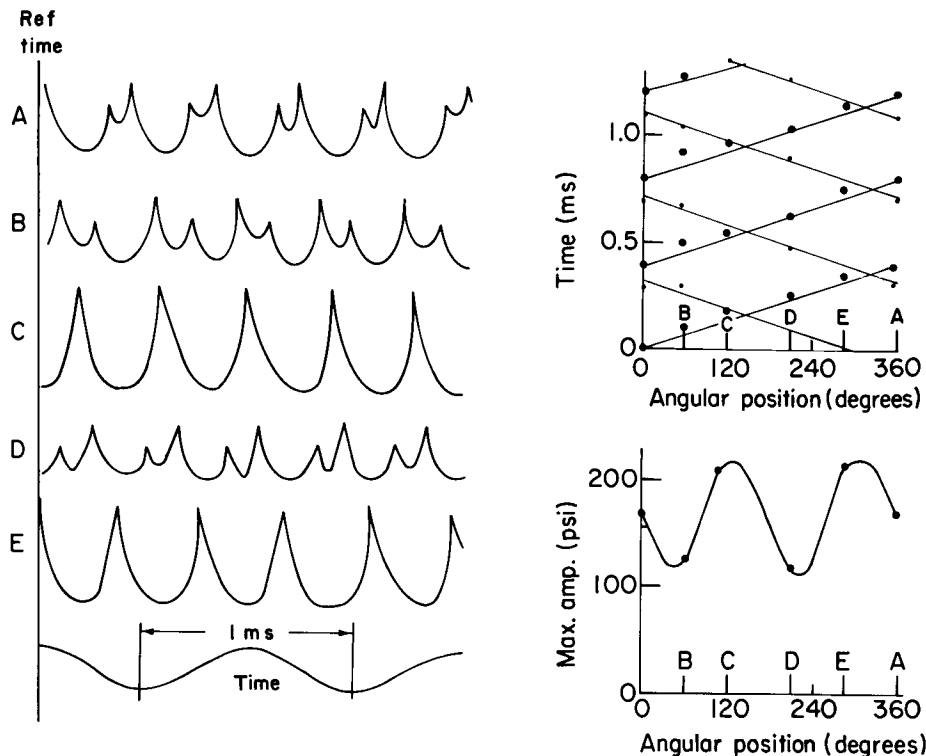 Ref
time
A
B
C
D
E
1 ms
Time
Time (ms)
1.0
0.5
0
B
C
D
E
A
0
120
240
360
Angular position (degrees)
Max. amp. (psi)
200
100
0
B
C
D
E
A
0
120
240
360
Angular position (degrees)